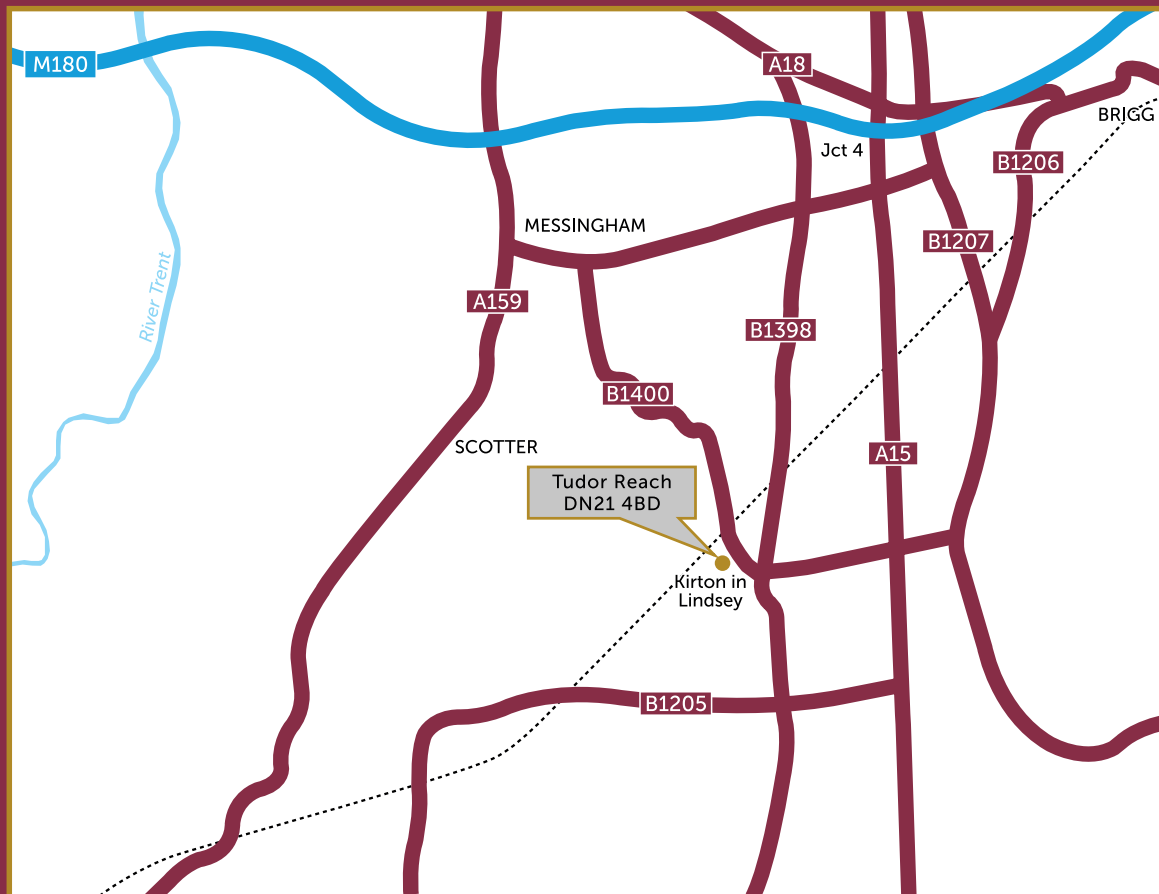 M180
A18
BRIGG
Jct 4
B1206
MESSINGHAM
B1207
River Trent
A159
B1398
B1400
SCOTTER
A15
Tudor Reach
DN21 4BD
Kirton in
Lindsey
B1205